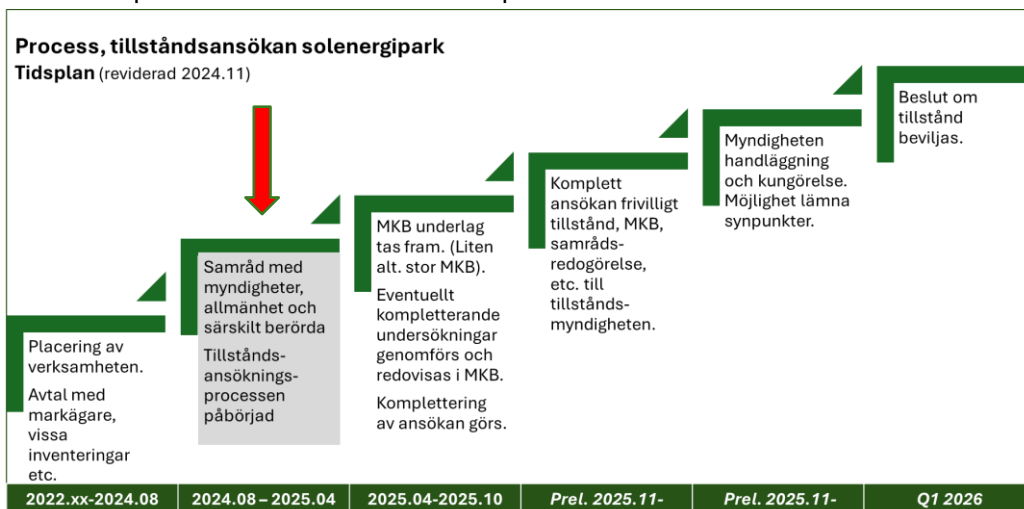 Process, tillståndsansökan solenergipark
Tidsplan (reviderad 2024.11)
Placering av
verksamheten.
Avtal med
markägare,
vissa
inventeringar
etc.
Samråd med
myndigheter,
allmänhet och
särskilt berörda
Tillstånds-
ansöknings-
processen
påbörjad
MKB underlag
tas fram. (Liten
alt. stor MKB).
Eventuellt
kompletterande
undersökningar
genomförs och
redovisas i MKB.
Komplettering
av ansökan görs.
Komplett
ansökan frivilligt
tillstånd, MKB,
samråds-
redogörelse,
etc. till
tillstånds-
myndigheten.
Myndigheten
handläggning
och kungörelse.
Möjlighet lämna
synpunkter.
Beslut om
tillstånd
beviljas.
2022.xx-2024.08
2024.08 – 2025.04
2025.04-2025.10
Prel. 2025.11-
Prel. 2025.11-
Q1 2026